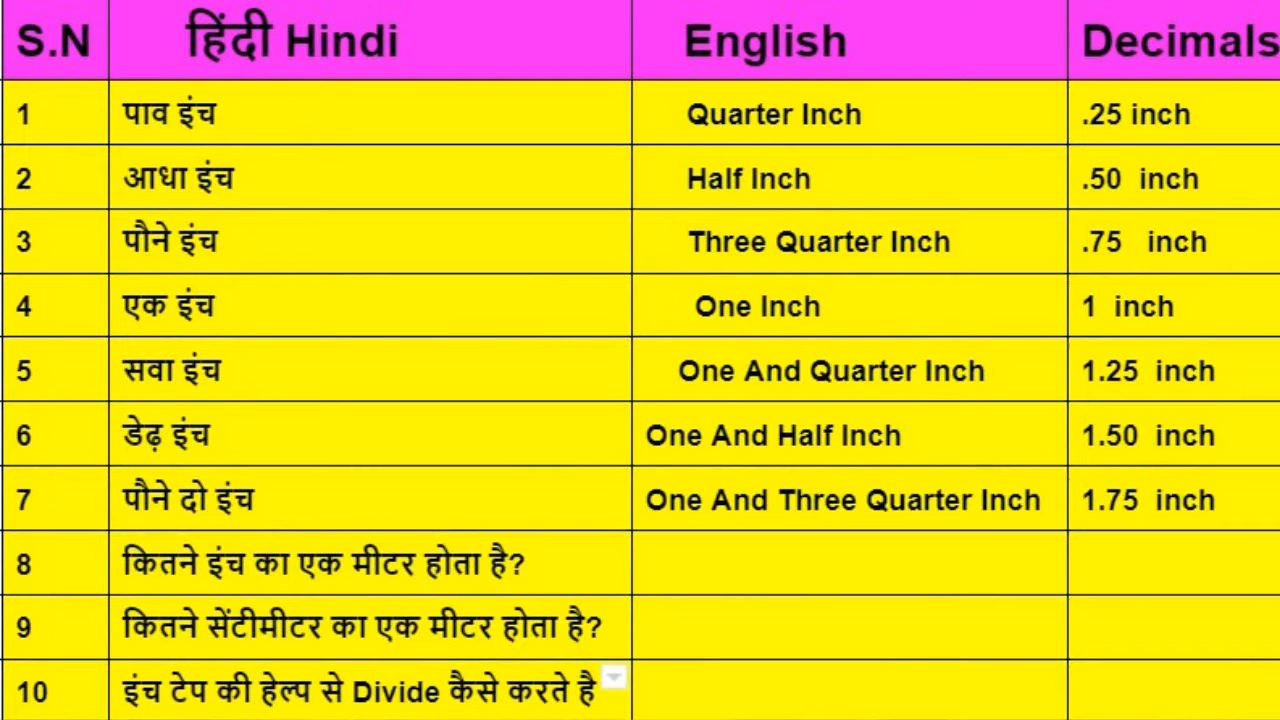 S.N हिंदी Hindi English Decimals
1 पाव इंच Quarter Inch .25 inch
2 आधा इंच Half Inch .50 inch
3 पौने इंच Three Quarter Inch .75 inch
4 एक इंच One Inch 1 inch
5 सवा इंच One And Quarter Inch 1.25 inch
6 डेढ़ इंच One And Half Inch 1.50 inch
7 पौने दो इंच One And Three Quarter Inch 1.75 inch
8 कितने इंच का एक मीटर होता है?
9 कितने सेंटीमीटर का एक मीटर होता है?
10 इंच टेप की हेल्प से Divide कैसे करते है